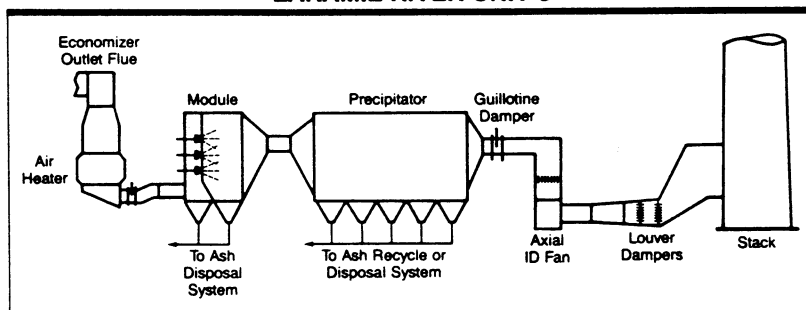 Economizer
Outlet Flue
Module
Precipitator
Guillotine
Damper
Air
Heater
To Ash
Disposal
System
To Ash Recycle or
Disposal System
Axial
ID Fan
Louver
Dampers
Stack